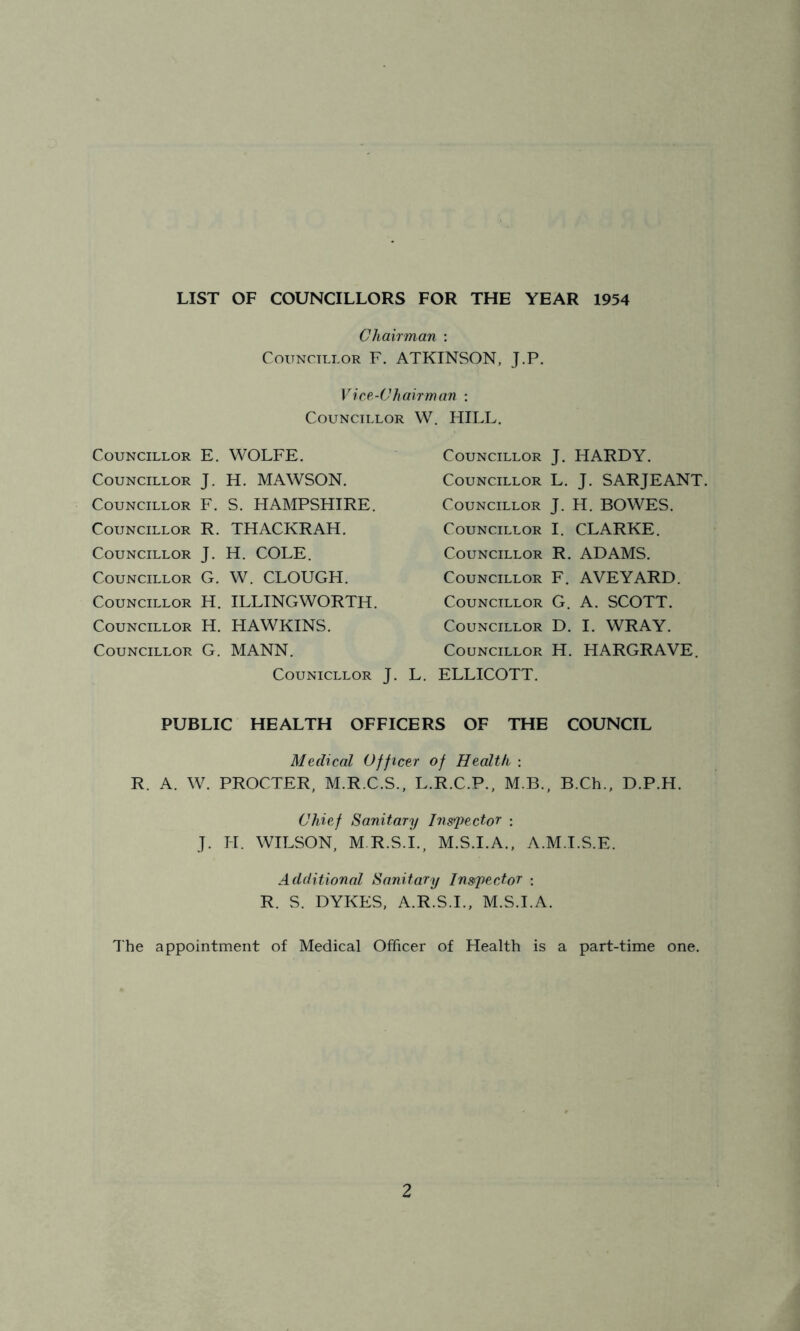 LIST OF COUNCILLORS FOR THE YEAR 1954
Chairman :
Councillor F. ATKINSON, J.P.
Vice-Chairman :
Councillor W. HILL.
Councillor E. WOLFE.
Councillor J. H. MAWSON.
Councillor F. S. HAMPSHIRE.
Councillor R. THACKRAH.
Councillor J. H. COLE.
Councillor G. W. CLOUGH.
Councillor H. ILLINGWORTH.
Councillor H. HAWKINS.
Councillor G. MANN.
Councillor J. HARDY.
Councillor L. J. SARJEANT.
Councillor J. H. BOWES.
Councillor I. CLARKE.
Councillor R. ADAMS.
Councillor F. AVEYARD.
Councillor G. A. SCOTT.
Councillor D. I. WRAY.
Councillor H. HARGRAVE.
Counicllor J. L. ELLICOTT.
PUBLIC HEALTH OFFICERS OF THE COUNCIL
Medical Officer of Health :
R. A. W. PROCTER, M.R.C.S., L.R.C.P., M.B., B.Ch., D.P.H.
Chief Sanitary Inspector :
J. H. WILSON, M.R.S.I., M.S.I.A., A.M.I.S.E.
Additional Sanitary Inspector :
R. S. DYKES, A.R.S.I., M.S.I.A.
The appointment of Medical Officer of Health is a part-time one.
2